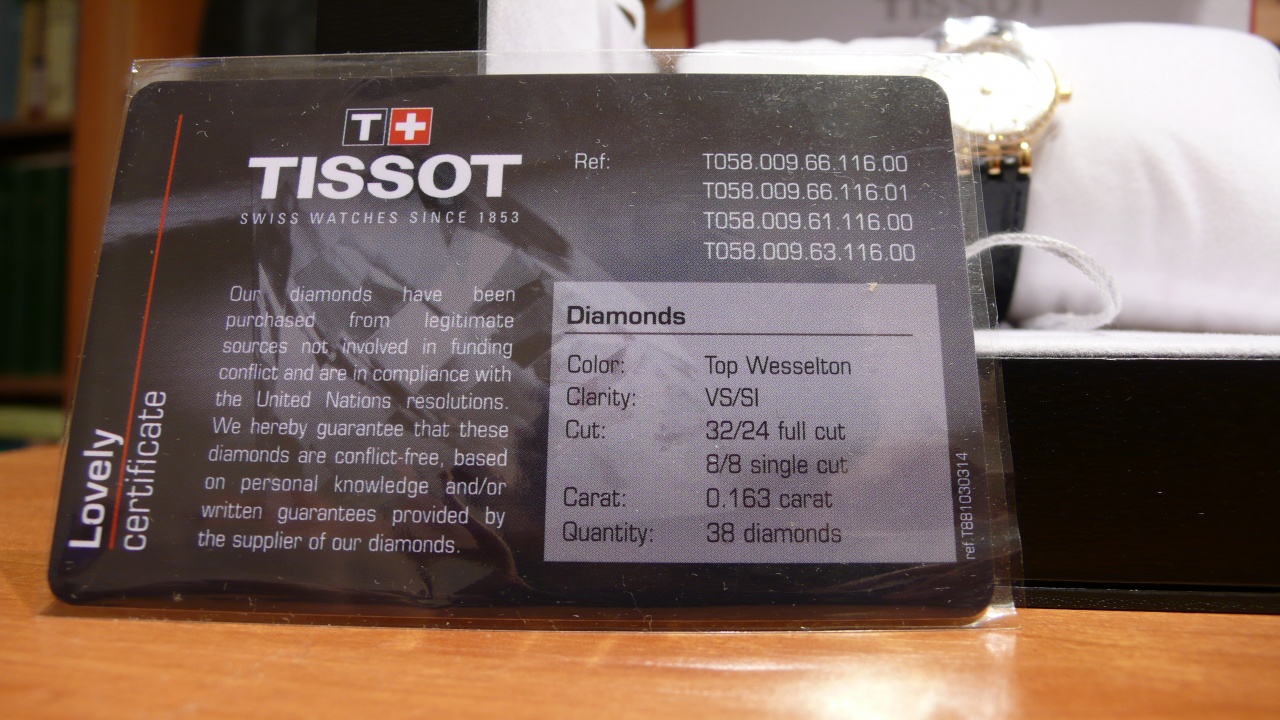 TISSOT
T+
TISSOT
SWISS WATCHES SINCE 1853
Ref: T058.009.66.116.00
T058.009.66.116.01
T058.009.61.116.00
T058.009.63.116.00
Our diamonds have been
purchased from legitimate
sources not involved in funding
conflict and are in compliance with
the United Nations resolutions.
We hereby guarantee that these
diamonds are conflict-free, based
on personal knowledge and/or
written guarantees provided by
the supplier of our diamonds.
Diamonds
Color: Top Wesselton
Clarity: VS/SI
Cut: 32/24 full cut
8/8 single cut
Carat: 0.163 carat
Quantity: 38 diamonds
Lovely
certificate
ref.T881030314